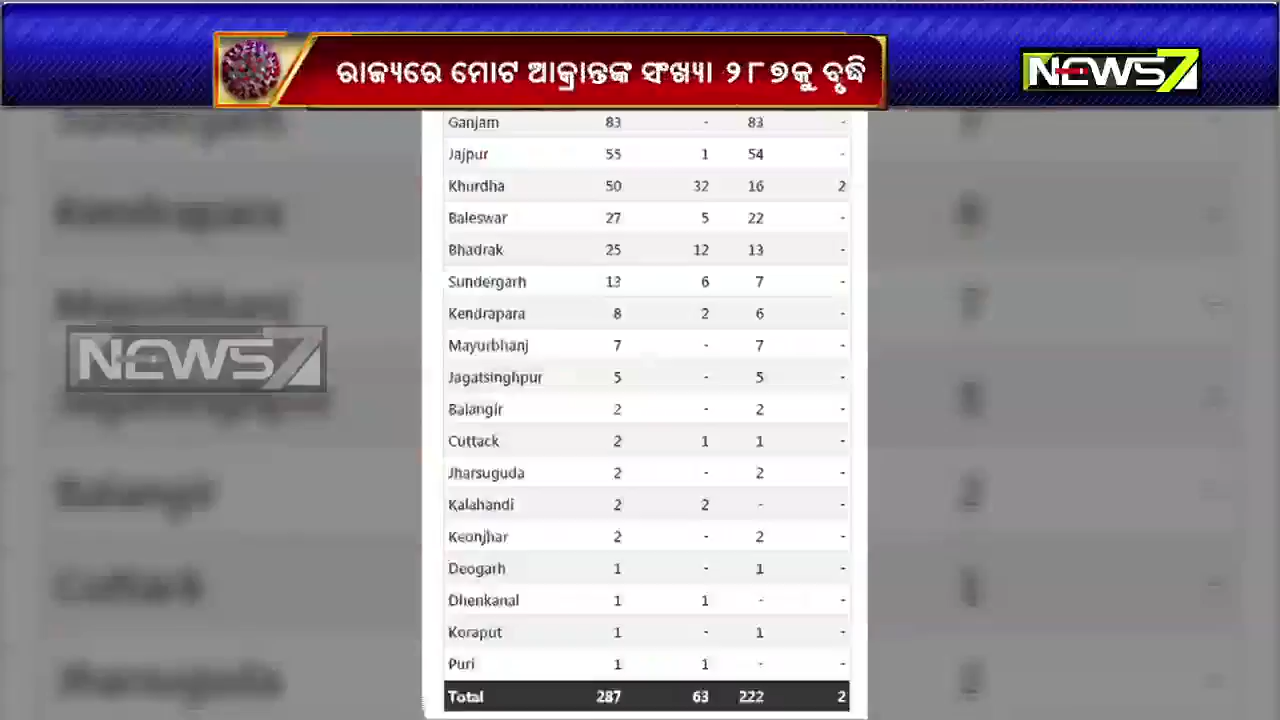 ରାଜ୍ୟରେ ମୋଟ ଆକ୍ରାନ୍ତଙ୍କ ସଂଖ୍ୟା ୨୮୭କୁ ବୃଦ୍ଧି
NEWS7
Ganjam 83 - 83 -
Jajpur 55 1 54 -
Khurdha 50 32 16 2
Baleswar 27 5 22 -
Bhadrak 25 12 13 -
Sundergarh 13 6 7 -
Kendrapara 8 2 6 -
Mayurbhanj 7 - 7 -
NEWS7
Jagatsinghpur 5 - 5 -
Balangir 2 - 2 -
Cuttack 2 1 1 -
Jharsuguda 2 - 2 -
Kalahandi 2 2 - -
Keonjhar 2 - 2 -
Deogarh 1 - 1 -
Dhenkanal 1 1 - -
Koraput 1 - 1 -
Puri 1 1 - -
Total 287 63 222 2